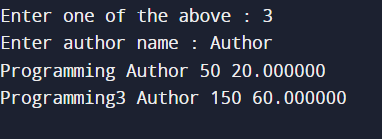 Enter one of the above : 3
Enter author name : Author
Programming Author 50 20.000000
Programming3 Author 150 60.000000